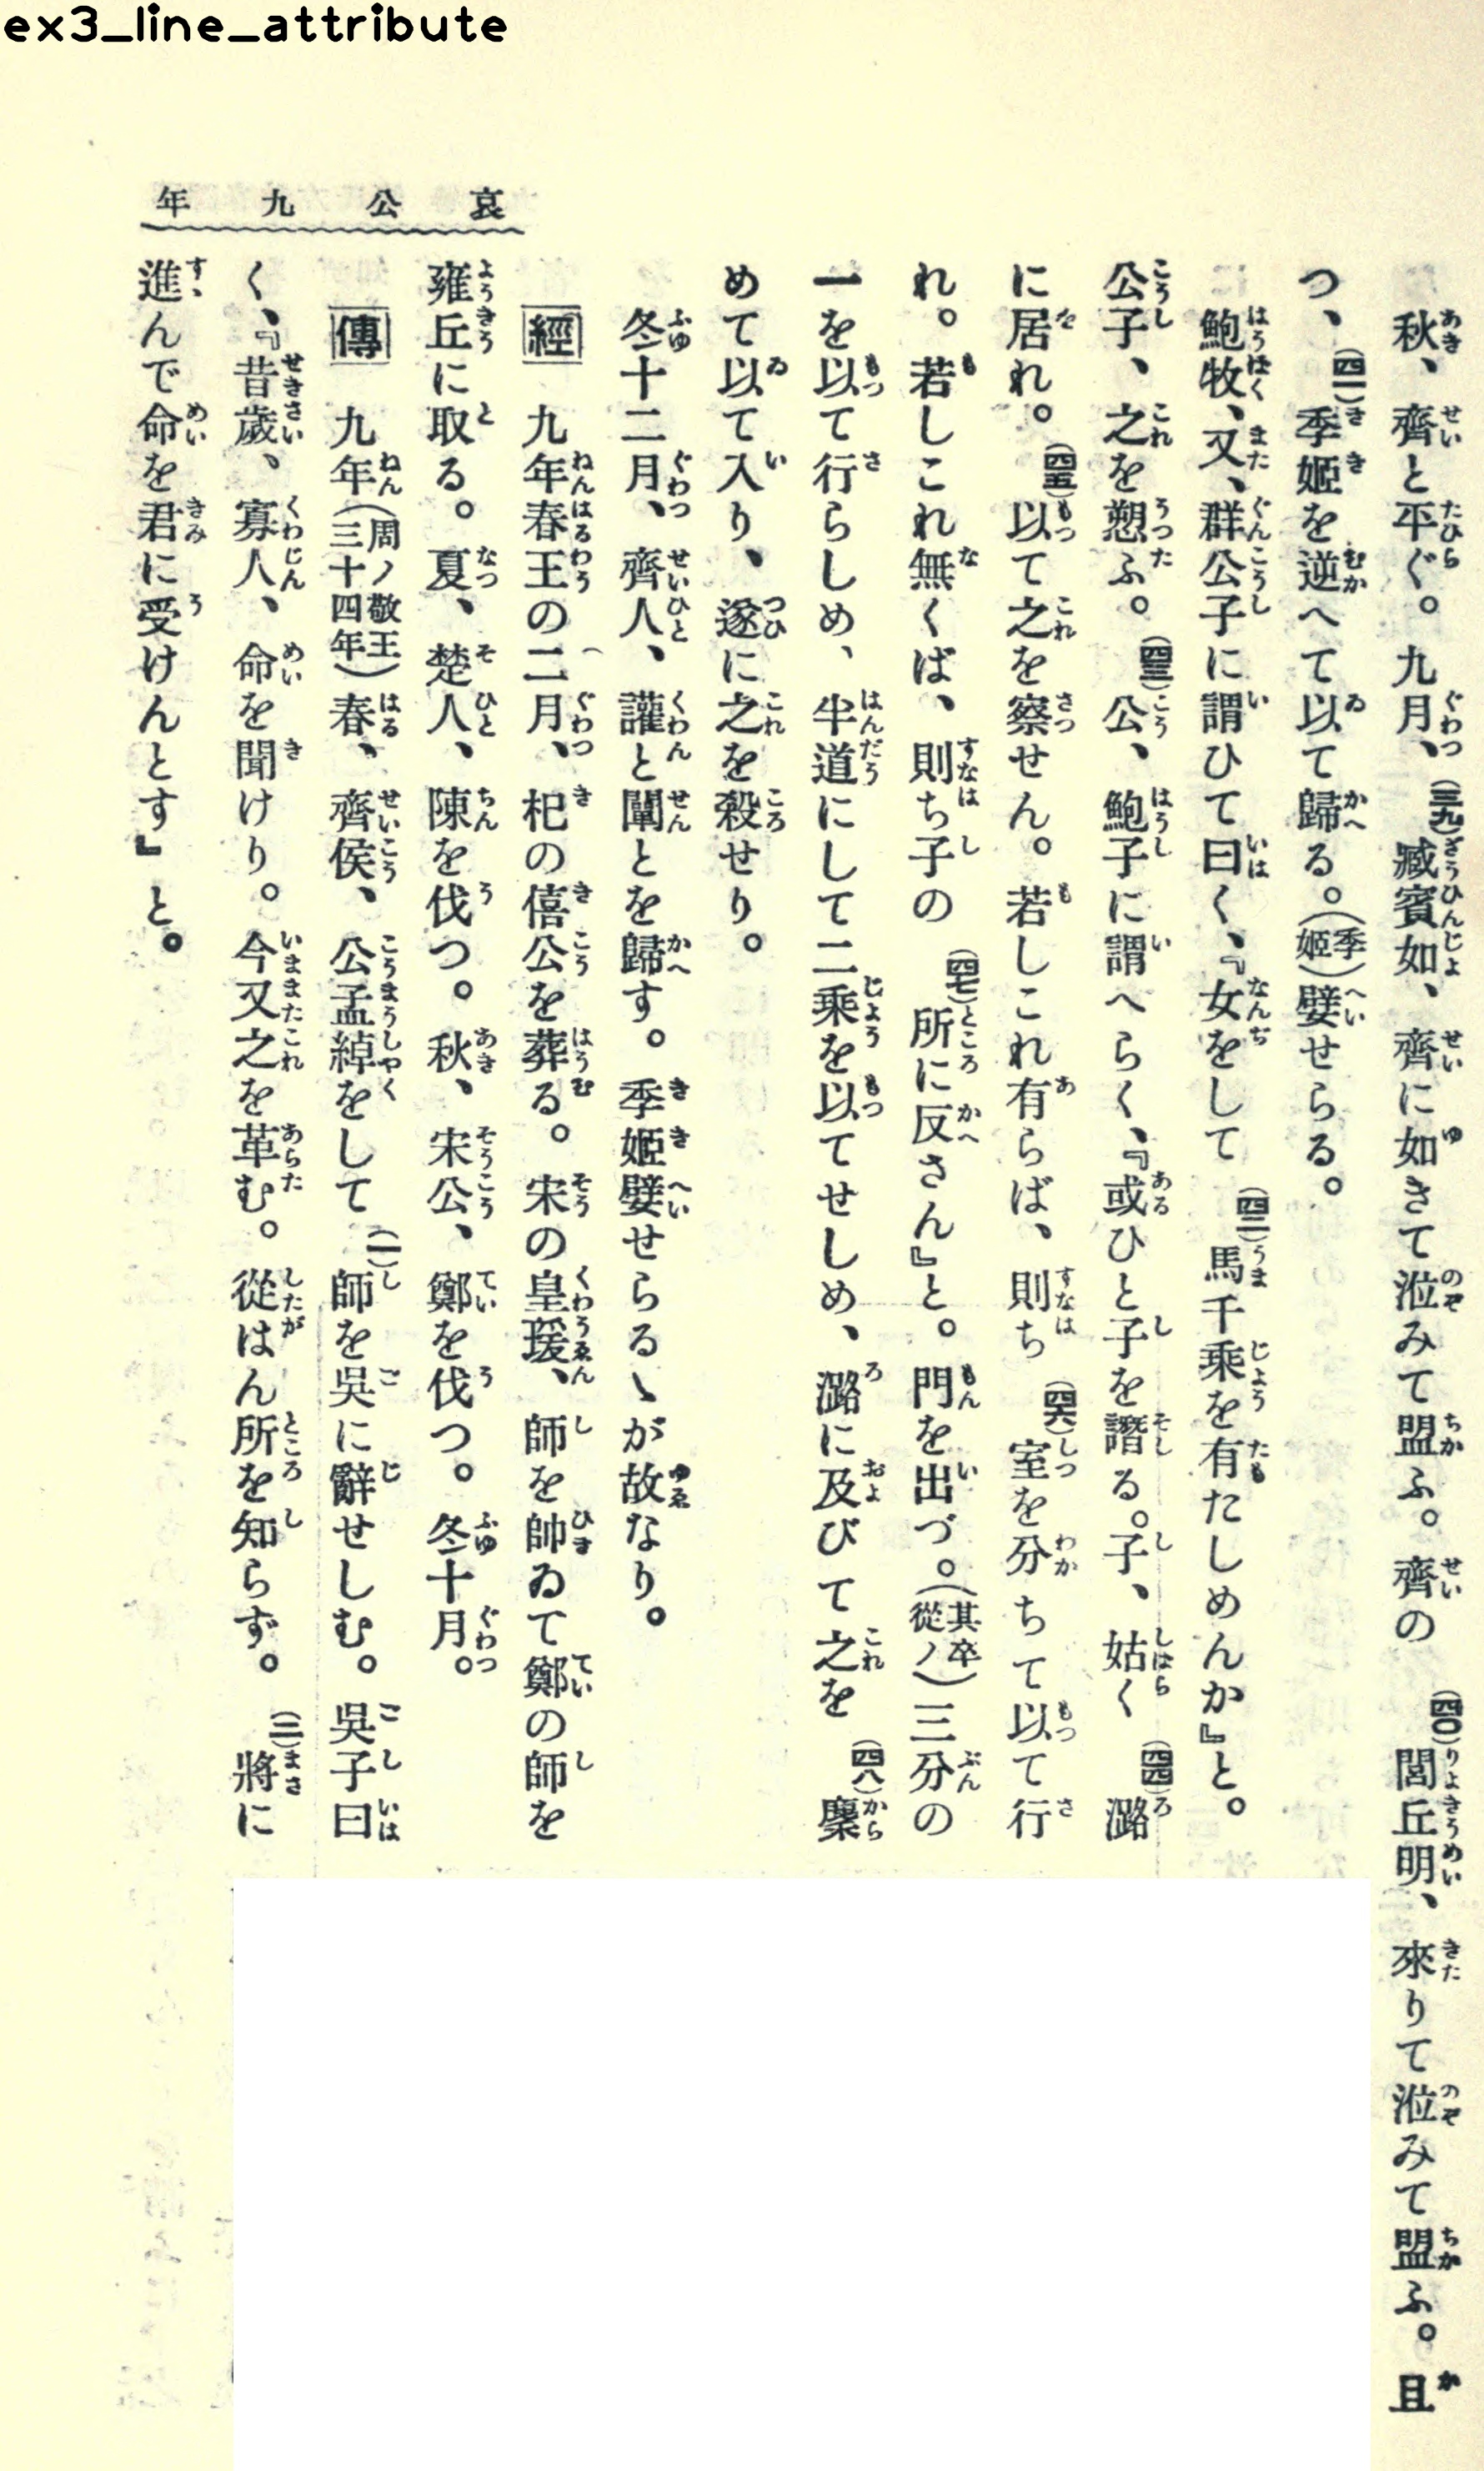 ex3_line_attribute
哀公九年
秋、齊と平ぐ。九月、(三九)臧賓如、齊に如きて涖みて盟ふ。齊の(四〇)閭丘明、來りて涖みて盟ふ。且
つ、(四一)季姬を逆へて以て歸る。(季姬)嬖せらる。
鮑牧、又、群公子に謂ひて曰く、『女をして(四二)馬千乘を有たしめんか』と。
公子、之を愬ふ。(四三)公、鮑子に謂へらく、『或ひと子を譖る。子、姑く(四四)潞
に居れ。(四五)以て之を察せん。若しこれ有らば、則ち(四六)室を分ちて以て行
れ。若しこれ無くば、則ち子の(四七)所に反さん』と。門を出づ。(其卒從ノ)三分の
一を以て行らしめ、半道にして二乘を以てせしめ、潞に及びて之を(四八)麇
めて以て入り、遂に之を殺せり。
冬十二月、齊人、讙と闡とを歸す。季姬嬖せらるゝが故なり。
經 九年春王の二月、杞の僖公を葬る。宋の皇瑗、師を帥ゐて鄭の師を
雍丘に取る。夏、楚人、陳を伐つ。秋、宋公、鄭を伐つ。冬十月。
傳 九年(周ノ敬王三十四年)春、齊侯、公孟綽をして(一)師を吳に辭せしむ。吳子曰
く、『昔歲、寡人、命を聞けり。今又之を革む。從はん所を知らず。(二)將に
進んで命を君に受けんとす』と。